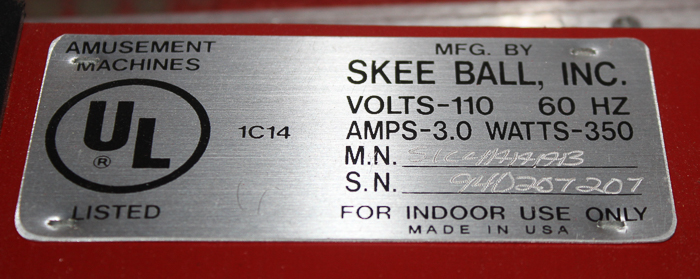 AMUSEMENT
MACHINES
UL
®
LISTED
1C14
MFG. BY
SKEE BALL, INC.
VOLTS-110 60 HZ
AMPS-3.0 WATTS-350
M.N.
S.N. 94D207207
FOR INDOOR USE ONLY
MADE IN USA